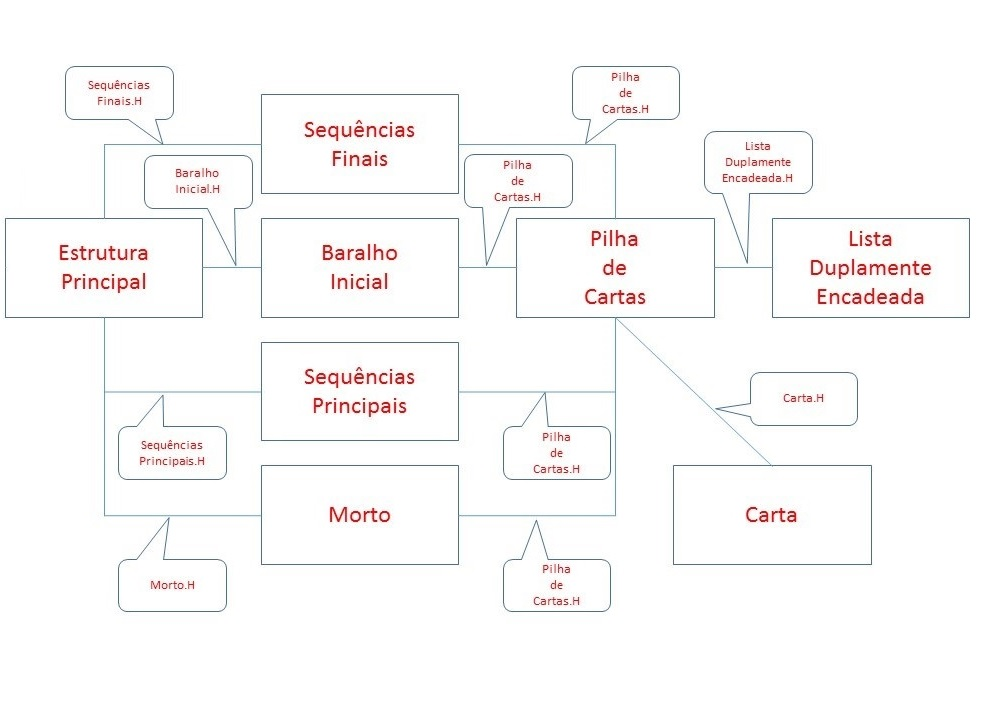 Sequências
Finais.H
Pilha
de
Cartas.H
Sequências
Finais
Lista
Duplamente
Encadeada.H
Baralho
Inicial.H
Pilha
de
Cartas.H
Estrutura
Principal
Baralho
Inicial
Pilha
de
Cartas
Lista
Duplamente
Encadeada
Sequências
Principais
Carta.H
Sequências
Principais.H
Pilha
de
Cartas.H
Morto
Carta
Morto.H
Pilha
de
Cartas.H